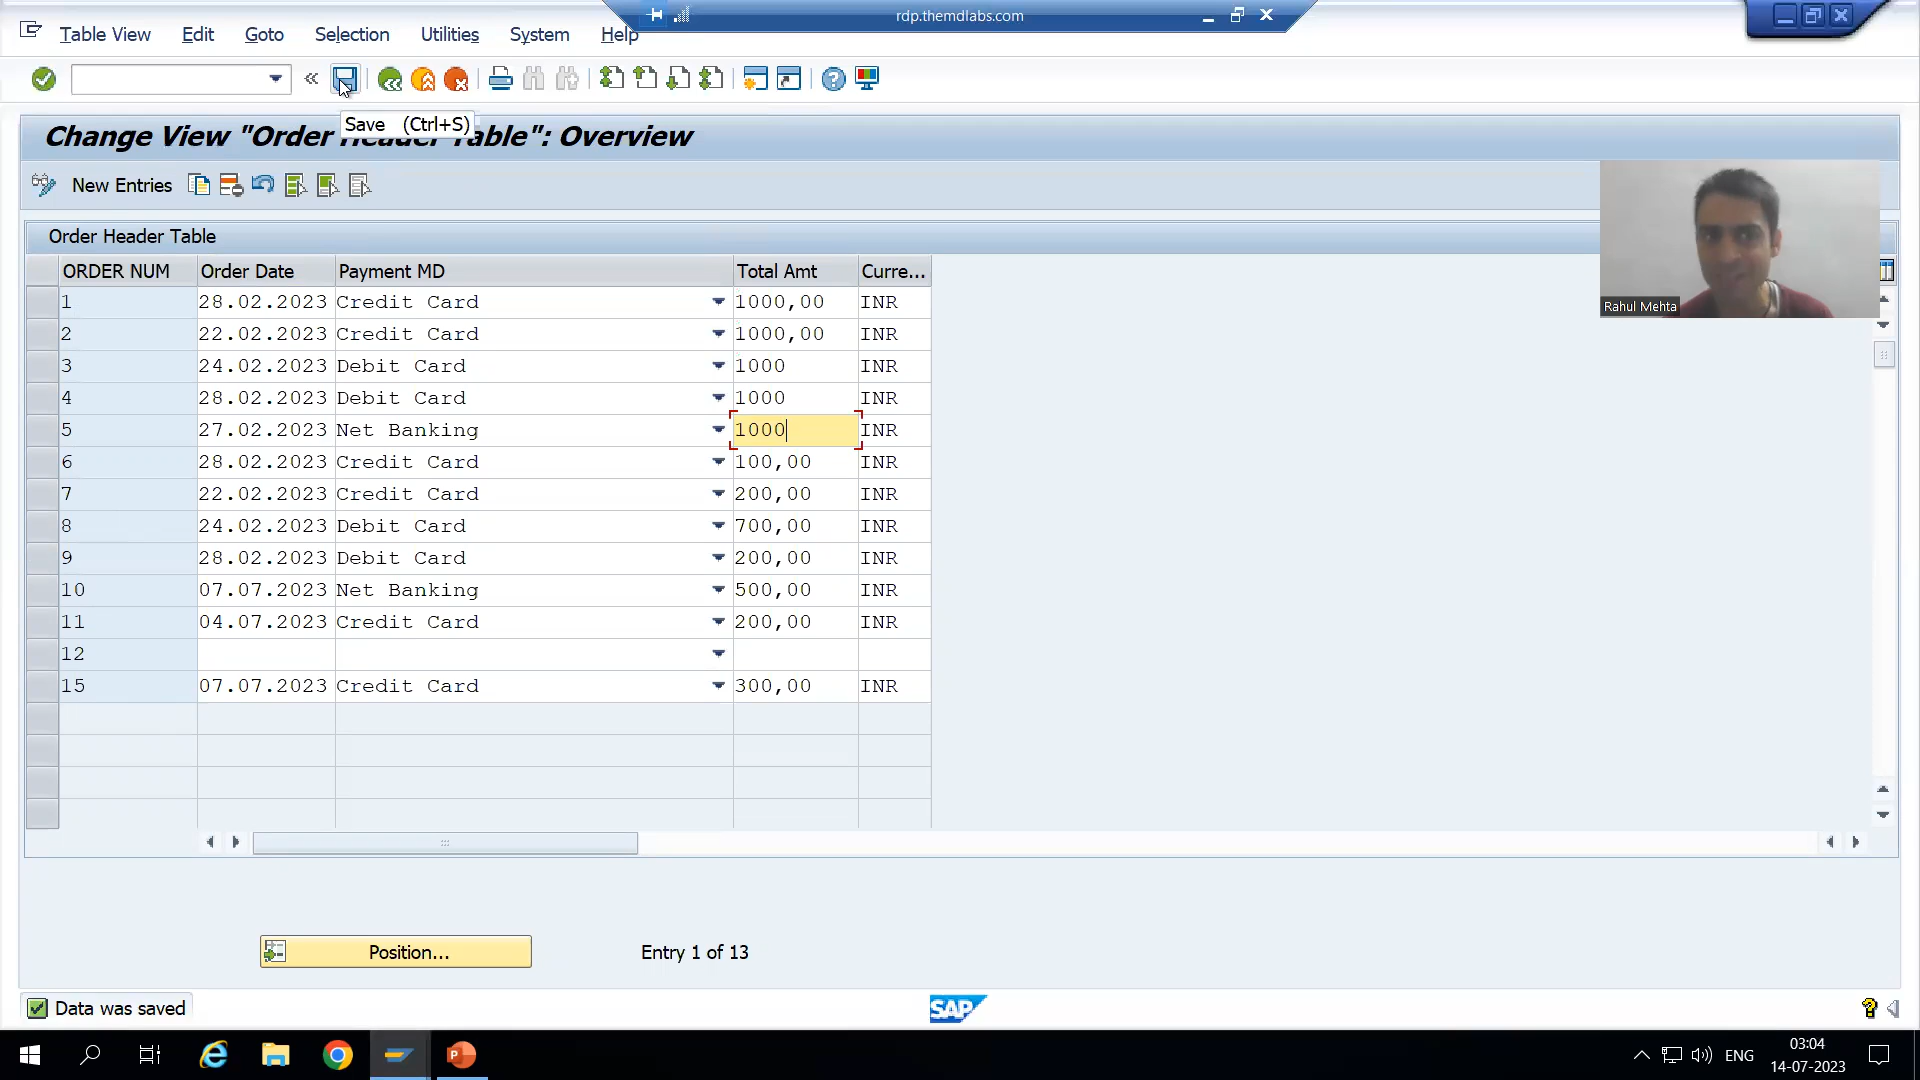 rdp.themdlabs.com
Table View Edit Goto Selection Utilities System Help
Save (Ctrl+S)
Change View "Order Header Table": Overview
New Entries
Rahul Mehta
Order Header Table
ORDER NUM Order Date Payment MD Total Amt Curre...
1 28.02.2023 Credit Card 1000,00 INR
2 22.02.2023 Credit Card 1000,00 INR
3 24.02.2023 Debit Card 1000 INR
4 28.02.2023 Debit Card 1000 INR
5 27.02.2023 Net Banking 1000 INR
6 28.02.2023 Credit Card 100,00 INR
7 22.02.2023 Credit Card 200,00 INR
8 24.02.2023 Debit Card 700,00 INR
9 28.02.2023 Debit Card 200,00 INR
10 07.07.2023 Net Banking 500,00 INR
11 04.07.2023 Credit Card 200,00 INR
12
15 07.07.2023 Credit Card 300,00 INR
Position... Entry 1 of 13
Data was saved
SAP
ENG
03:04
14-07-2023